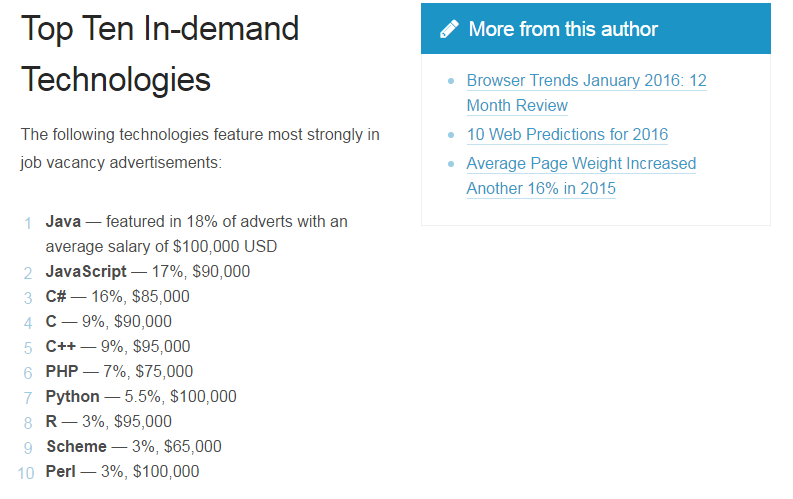 Top Ten In-demand
Technologies
The following technologies feature most strongly in
job vacancy advertisements:
1 Java — featured in 18% of adverts with an
average salary of $100,000 USD
2 JavaScript — 17%, $90,000
3 C# — 16%, $85,000
4 C — 9%, $90,000
5 C++ — 9%, $95,000
6 PHP — 7%, $75,000
7 Python — 5.5%, $100,000
8 R — 3%, $95,000
9 Scheme — 3%, $65,000
10 Perl — 3%, $100,000
More from this author
Browser Trends January 2016: 12
Month Review
10 Web Predictions for 2016
Average Page Weight Increased
Another 16% in 2015